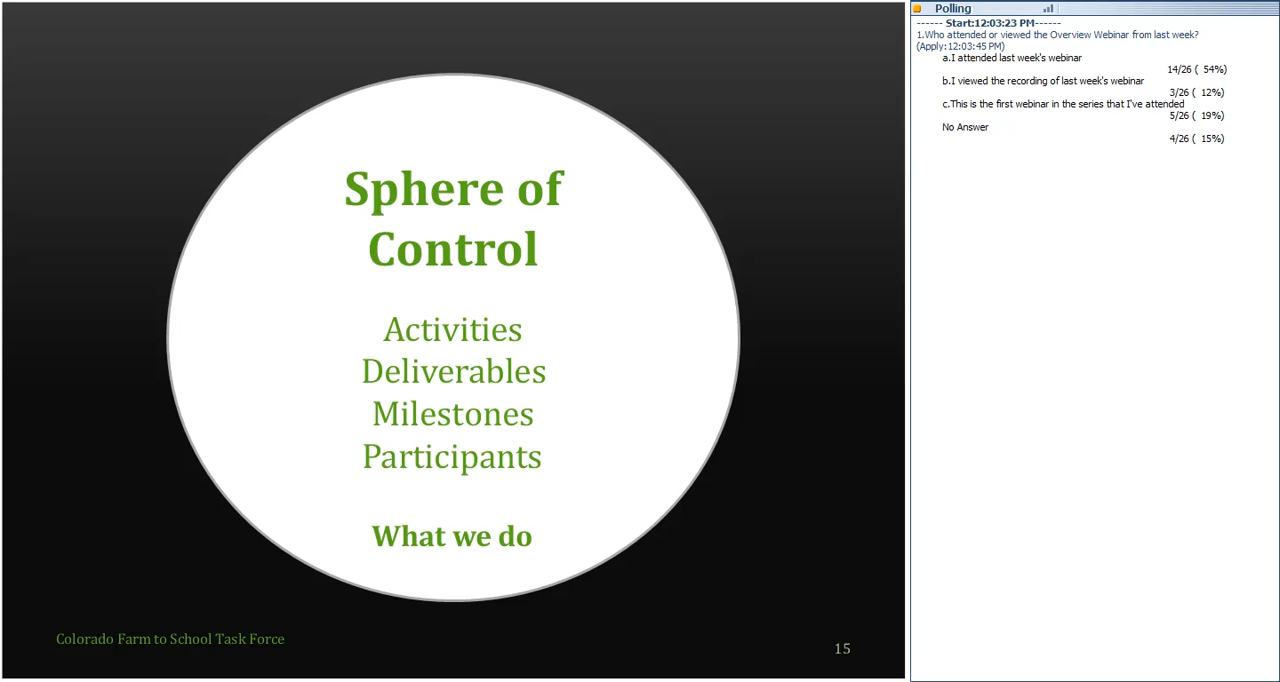 Sphere of
Control
Activities
Deliverables
Milestones
Participants
What we do
Colorado Farm to School Task Force
15
Polling
------ Start:12:03:23 PM------
1.Who attended or viewed the Overview Webinar from last week?
(Apply:12:03:45 PM)
a.I attended last week's webinar
14/26 ( 54%)
b.I viewed the recording of last week's webinar
3/26 ( 12%)
c.This is the first webinar in the series that I've attended
5/26 ( 19%)
No Answer
4/26 ( 15%)